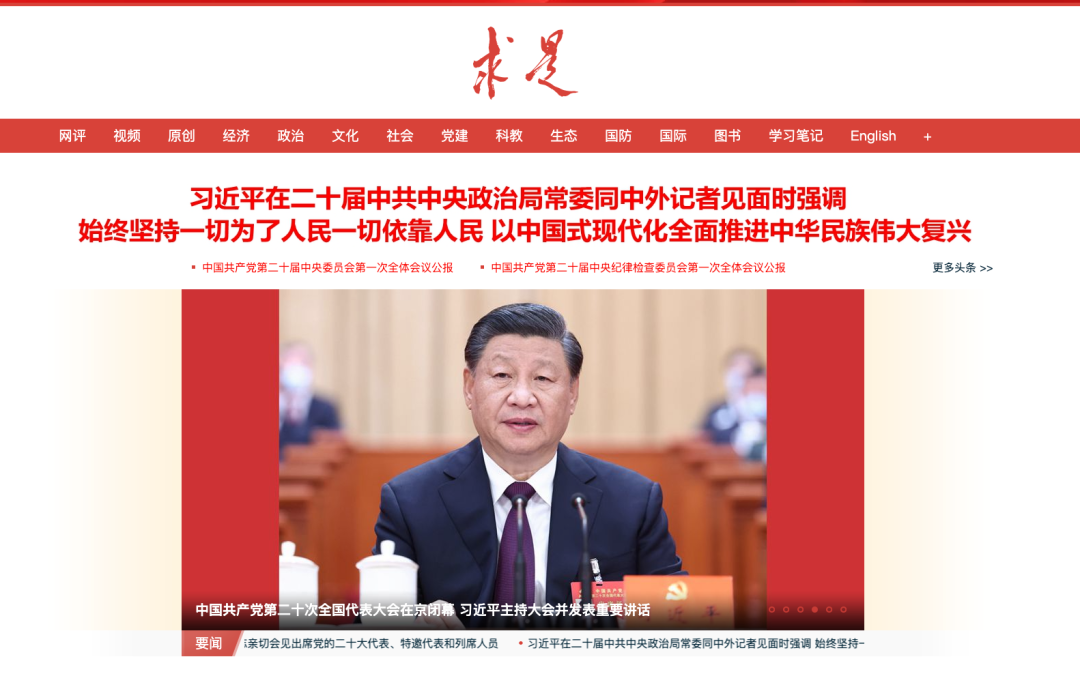 求是
网评 视频 原创 经济 政治 文化 社会 党建 科教 生态 国防 国际 图书 学习笔记 English +
习近平在二十届中共中央政治局常委同中外记者见面时强调
始终坚持一切为了人民一切依靠人民 以中国式现代化全面推进中华民族伟大复兴
▪ 中国共产党第二十届中央委员会第一次全体会议公报 ▪ 中国共产党第二十届中央纪律检查委员会第一次全体会议公报 更多头条 >>
中国共产党第二十次全国代表大会在京闭幕 习近平主持大会并发表重要讲话
要闻 亲切会见出席党的二十大代表、特邀代表和列席人员 • 习近平在二十届中共中央政治局常委同中外记者见面时强调 始终坚持一